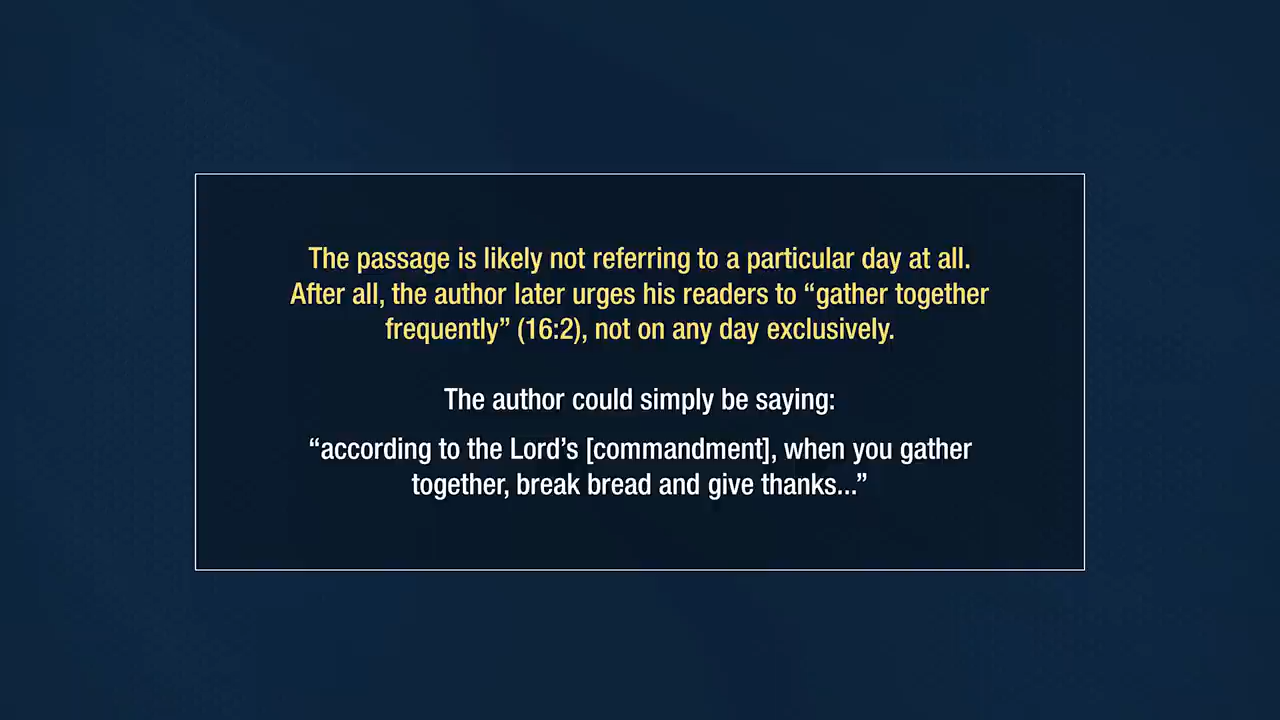 The passage is likely not referring to a particular day at all.
After all, the author later urges his readers to “gather together
frequently” (16:2), not on any day exclusively.
The author could simply be saying:
“according to the Lord’s [commandment], when you gather
together, break bread and give thanks...”